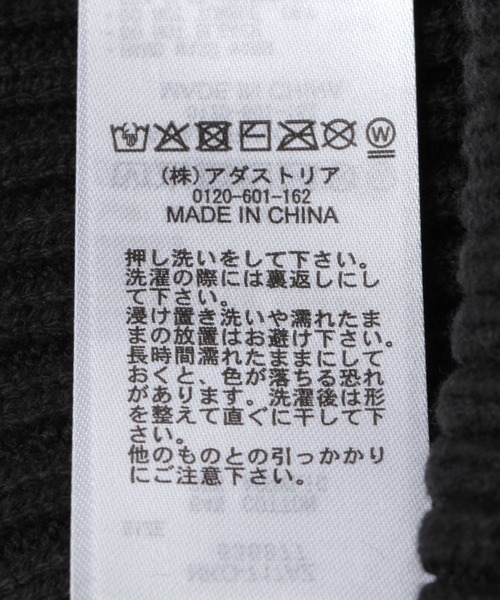 W
(株)アダストリア
0120-601-162
MADE IN CHINA
押し洗いをして下さい。
洗濯の際には裏返しにし
て下さい。
浸け置き洗いや濡れたま
まの放置はお避け下さい。
長時間濡れたままにして
おくと、色が落ちる恐れ
があります。洗濯後は形
を整えて直ぐに干して下
さい。
他のものとの引っかかり
にご注意下さい。